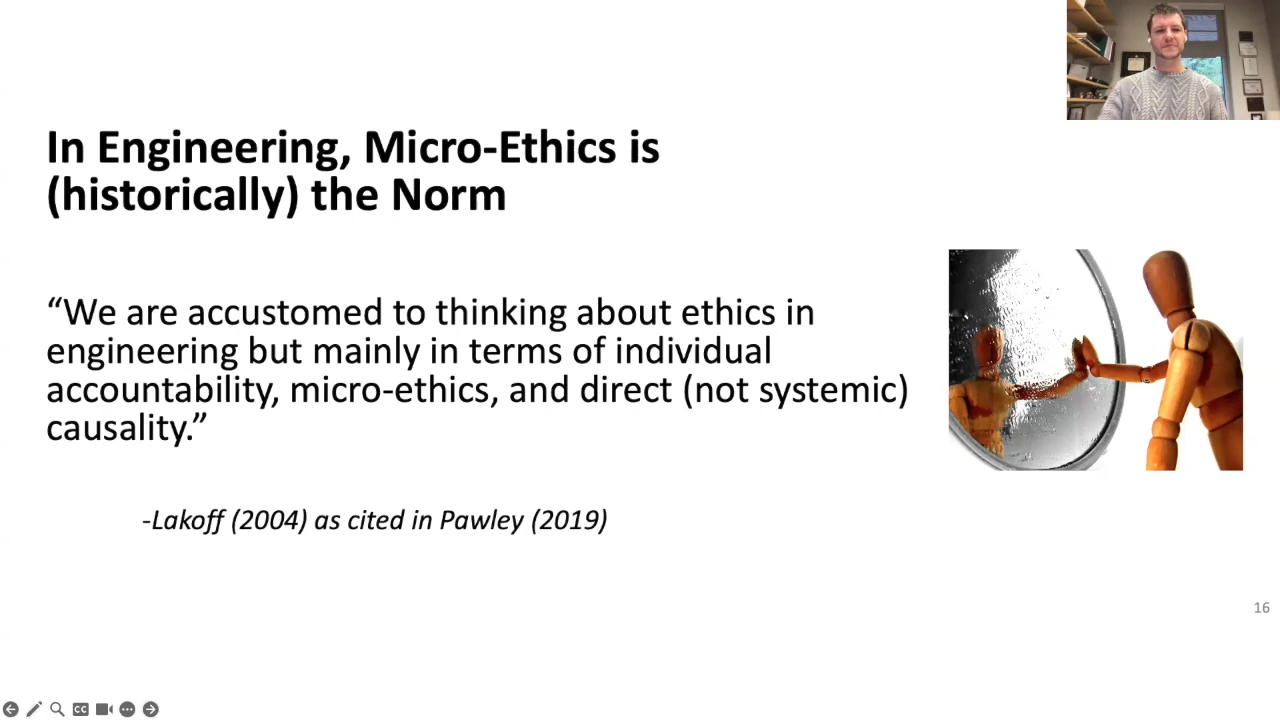 In Engineering, Micro-Ethics is
(historically) the Norm
“We are accustomed to thinking about ethics in
engineering but mainly in terms of individual
accountability, micro-ethics, and direct (not systemic)
causality.”
-Lakoff (2004) as cited in Pawley (2019)
16
CC